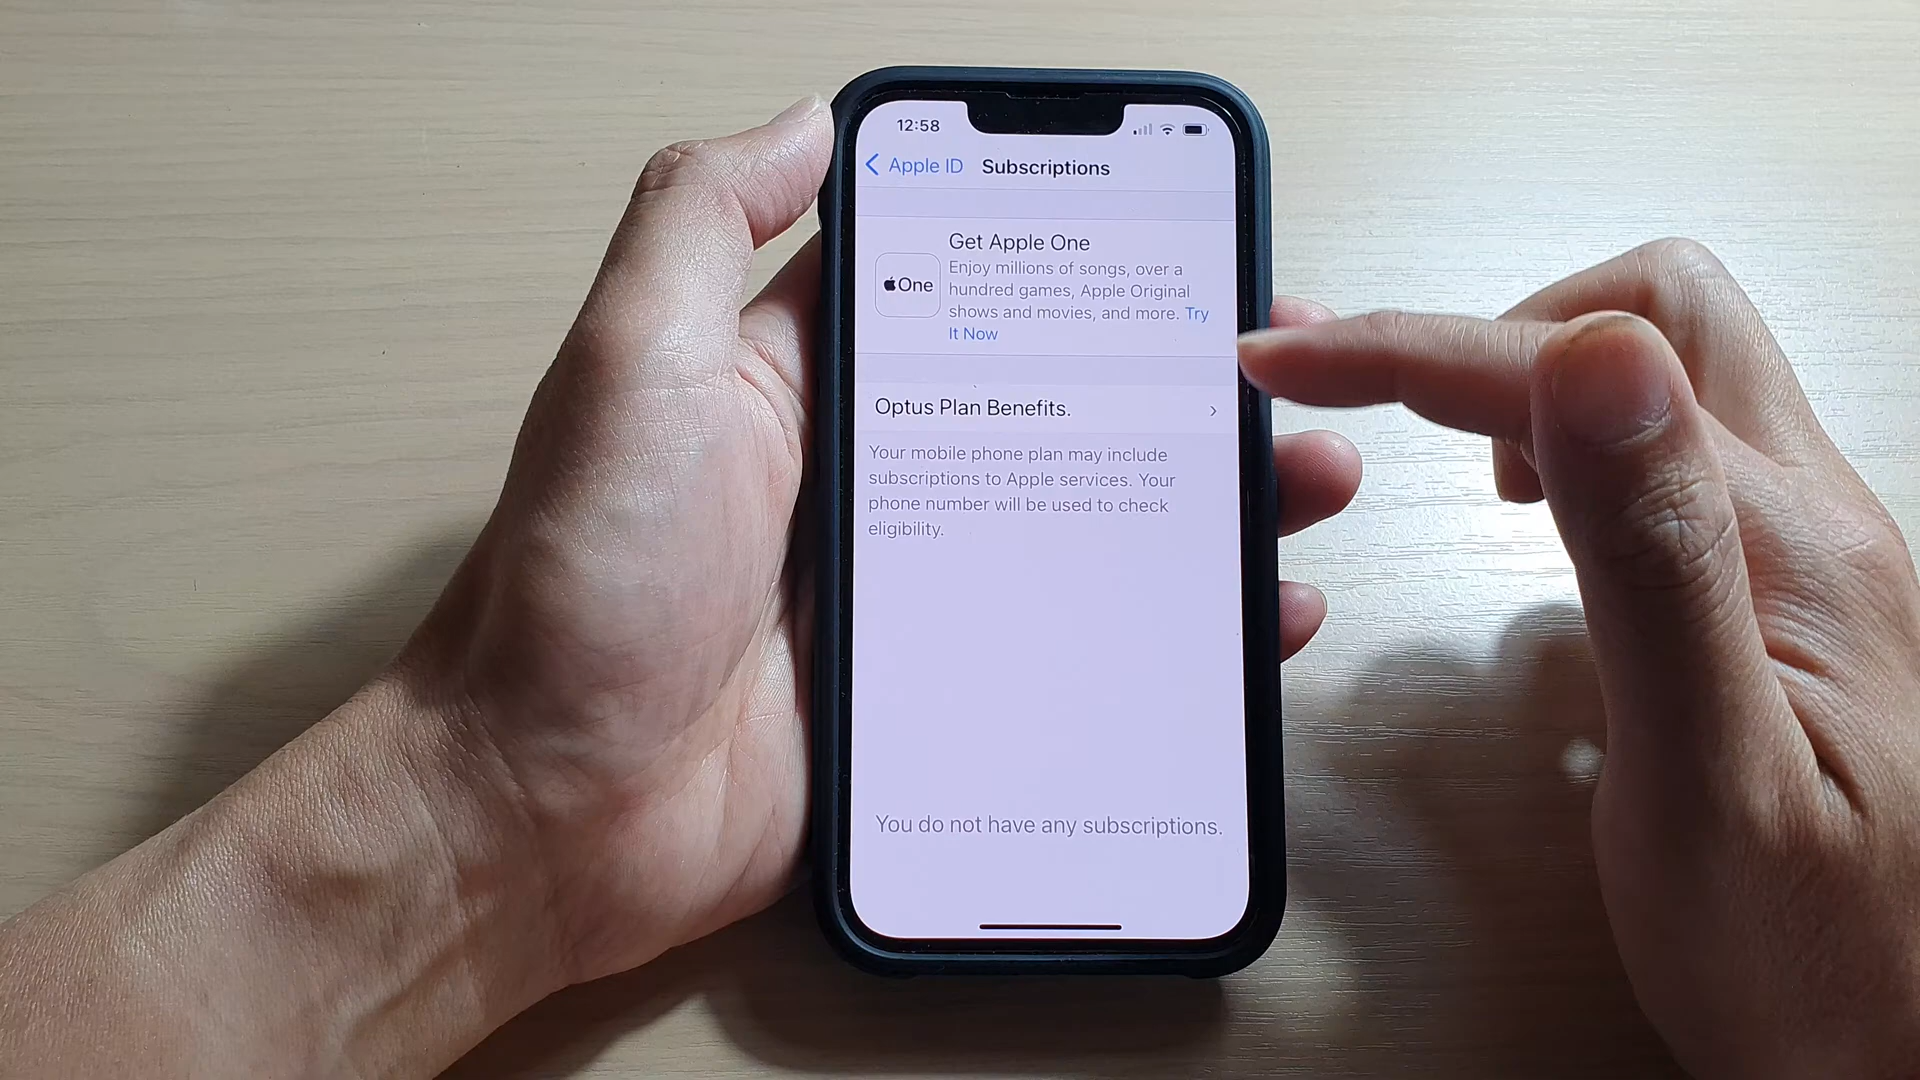 12:58
Apple ID Subscriptions
Get Apple One
One
Enjoy millions of songs, over a
hundred games, Apple Original
shows and movies, and more. Try
It Now
Optus Plan Benefits.
Your mobile phone plan may include
subscriptions to Apple services. Your
phone number will be used to check
eligibility.
You do not have any subscriptions.